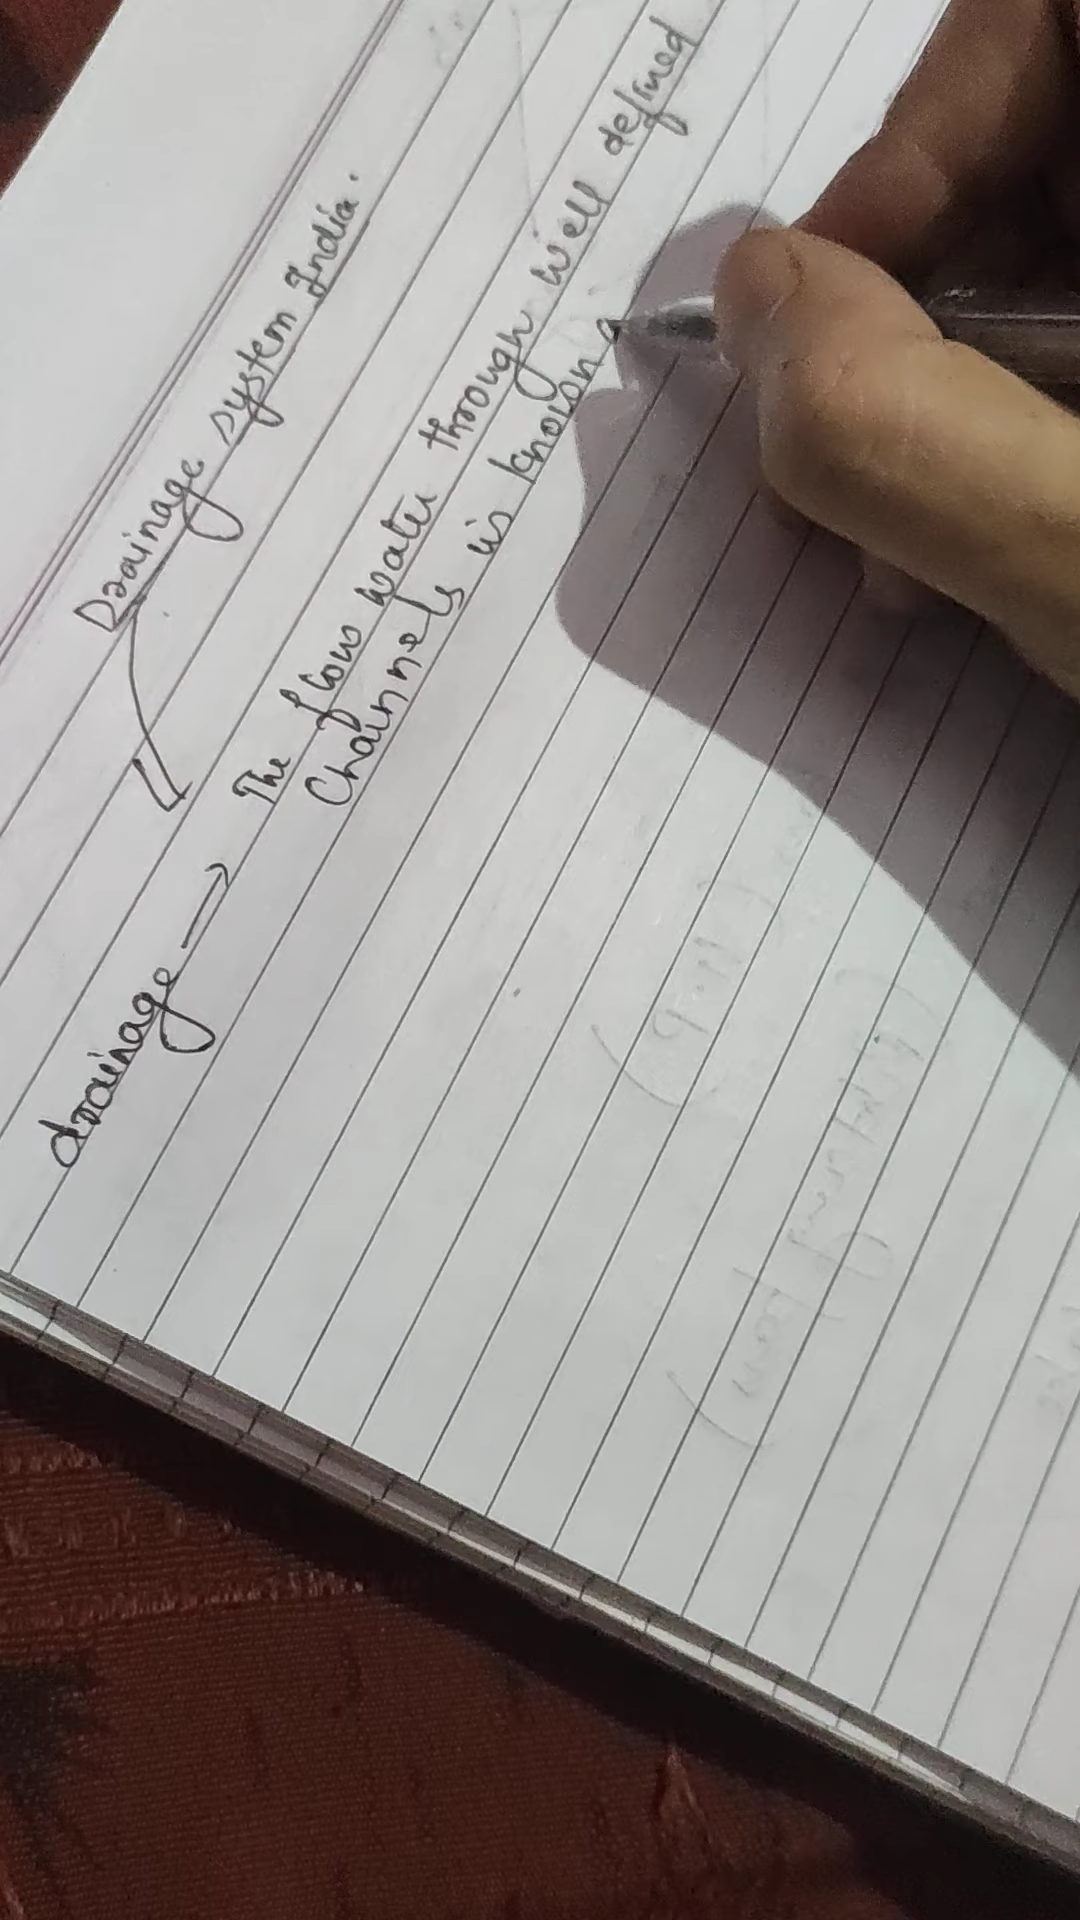 Drainage system India.
drainage → The flow water through well defined
Channels is known